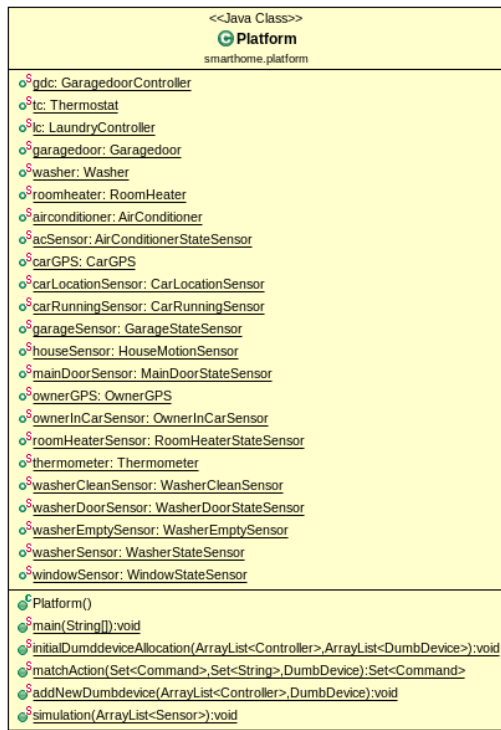 <<Java Class>>
Platform
smarthome.platform
gdc: GaragedoorController
tc: Thermostat
lc: LaundryController
garagedoor: Garagedoor
washer: Washer
roomheater: RoomHeater
airconditioner: AirConditioner
acSensor: AirConditionerStateSensor
carGPS: CarGPS
carLocationSensor: CarLocationSensor
carRunningSensor: CarRunningSensor
garageSensor: GarageStateSensor
houseSensor: HouseMotionSensor
mainDoorSensor: MainDoorStateSensor
ownerGPS: OwnerGPS
ownerInCarSensor: OwnerInCarSensor
roomHeaterSensor: RoomHeaterStateSensor
thermometer: Thermometer
washerCleanSensor: WasherCleanSensor
washerDoorSensor: WasherDoorStateSensor
washerEmptySensor: WasherEmptySensor
washerSensor: WasherStateSensor
windowSensor: WindowStateSensor
Platform()
main(String[]):void
initialDumddeviceAllocation(ArrayList<Controller>,ArrayList<DumbDevice>):void
matchAction(Set<Command>,Set<String>,DumbDevice):Set<Command>
addNewDumbdevice(ArrayList<Controller>,DumbDevice):void
simulation(ArrayList<Sensor>):void